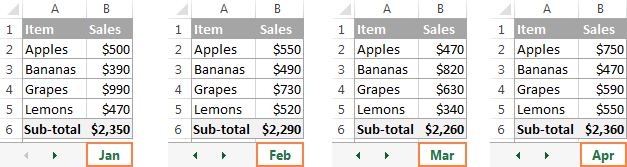 A B A B A B A B
1 Item Sales 1 Item Sales 1 Item Sales 1 Item Sales
2 Apples $500 2 Apples $550 2 Apples $470 2 Apples $750
3 Bananas $390 3 Bananas $490 3 Bananas $820 3 Bananas $470
4 Grapes $990 4 Grapes $730 4 Grapes $630 4 Grapes $590
5 Lemons $470 5 Lemons $520 5 Lemons $340 5 Lemons $550
6 Sub-total $2,350 6 Sub-total $2,290 6 Sub-total $2,260 6 Sub-total $2,360
Jan Feb Mar Apr